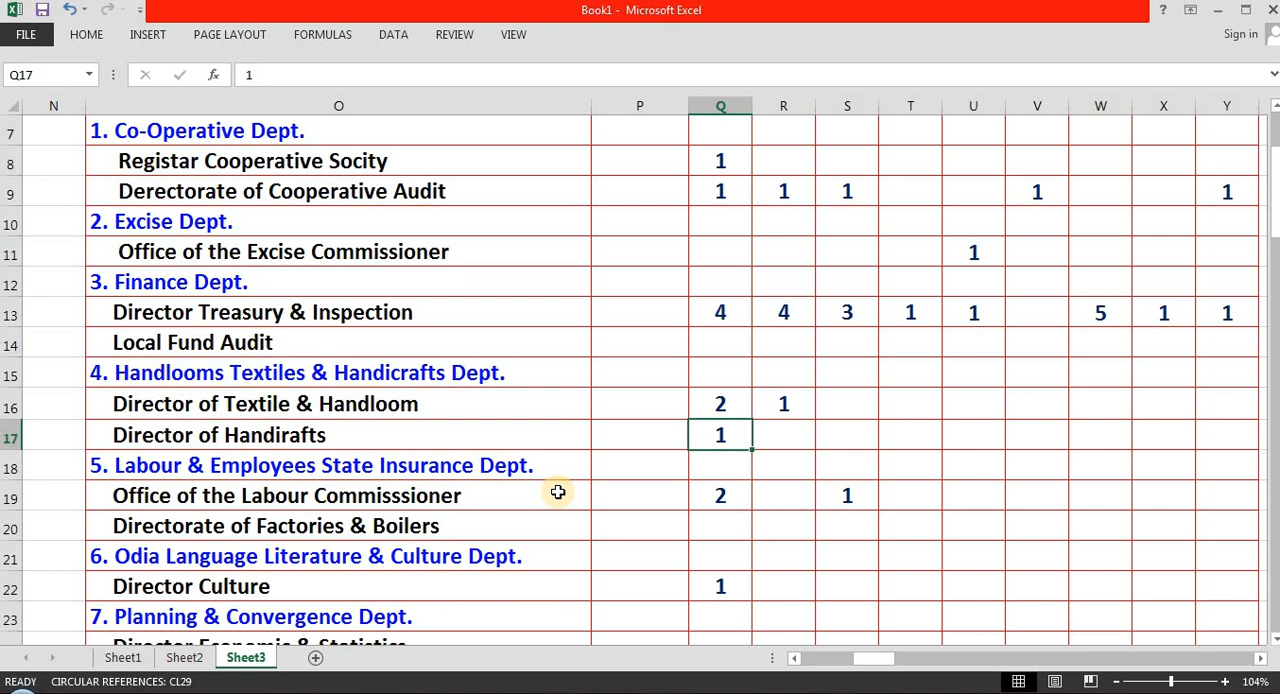 Book1 - Microsoft Excel
FILE HOME INSERT PAGE LAYOUT FORMULAS DATA REVIEW VIEW Sign in
Q17 fx 1
N O P Q R S T U V W X Y
7 1. Co-Operative Dept.
8 Registar Cooperative Socity 1
9 Derectorate of Cooperative Audit 1 1 1 1 1
10 2. Excise Dept.
11 Office of the Excise Commissioner 1
12 3. Finance Dept.
13 Director Treasury & Inspection 4 4 3 1 1 5 1 1
14 Local Fund Audit
15 4. Handlooms Textiles & Handicrafts Dept.
16 Director of Textile & Handloom 2 1
17 Director of Handirafts 1
18 5. Labour & Employees State Insurance Dept.
19 Office of the Labour Commisssioner 2 1
20 Directorate of Factories & Boilers
21 6. Odia Language Literature & Culture Dept.
22 Director Culture 1
23 7. Planning & Convergence Dept.
Director Economic & Statistics
Sheet1 Sheet2 Sheet3
READY CIRCULAR REFERENCES: CL29 104%